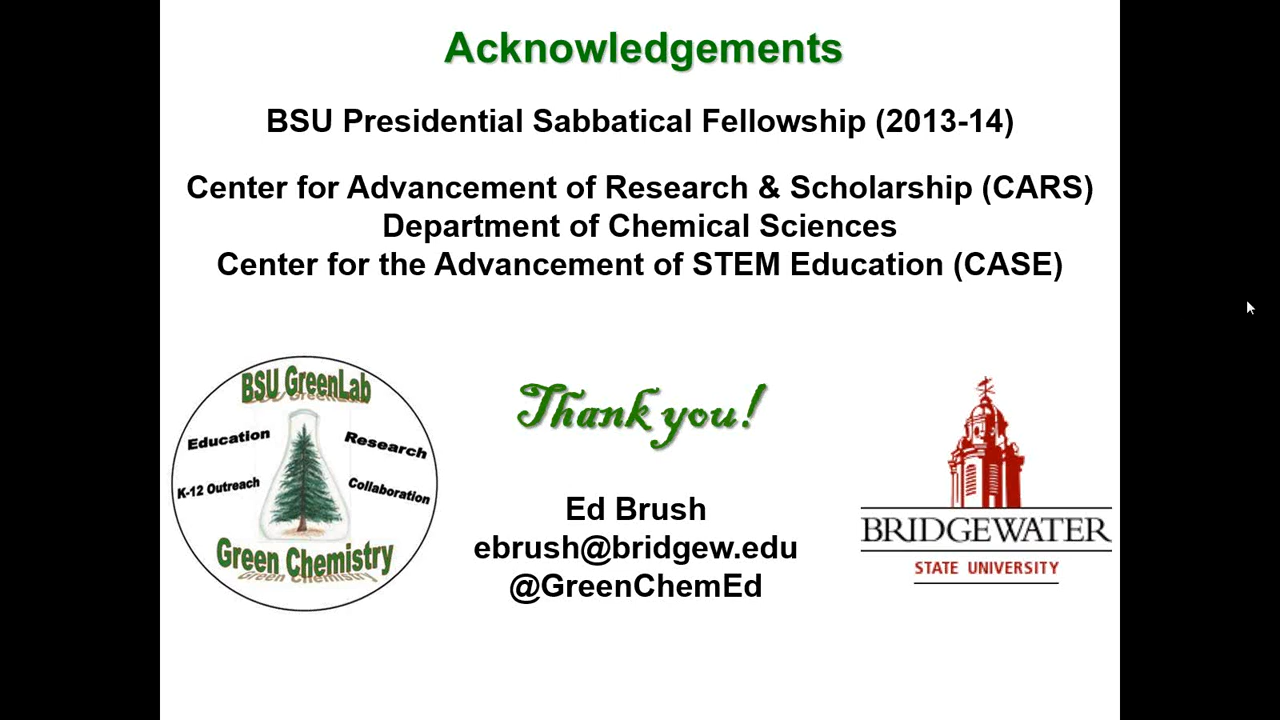 Acknowledgements
BSU Presidential Sabbatical Fellowship (2013-14)
Center for Advancement of Research & Scholarship (CARS)
Department of Chemical Sciences
Center for the Advancement of STEM Education (CASE)
BSU GreenLab
Education
Research
K-12 Outreach
Collaboration
Green Chemistry
Thank you!
Ed Brush
ebrush@bridgew.edu
@GreenChemEd
BRIDGEWATER
STATE UNIVERSITY